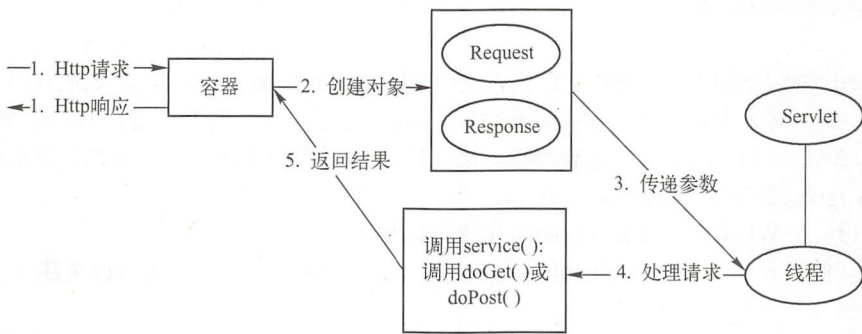 1. Http请求
1. Http响应
容器
2. 创建对象
Request
Response
Servlet
5. 返回结果
3. 传递参数
调用service( ):
调用doGet( )或
doPost( )
4. 处理请求
线程